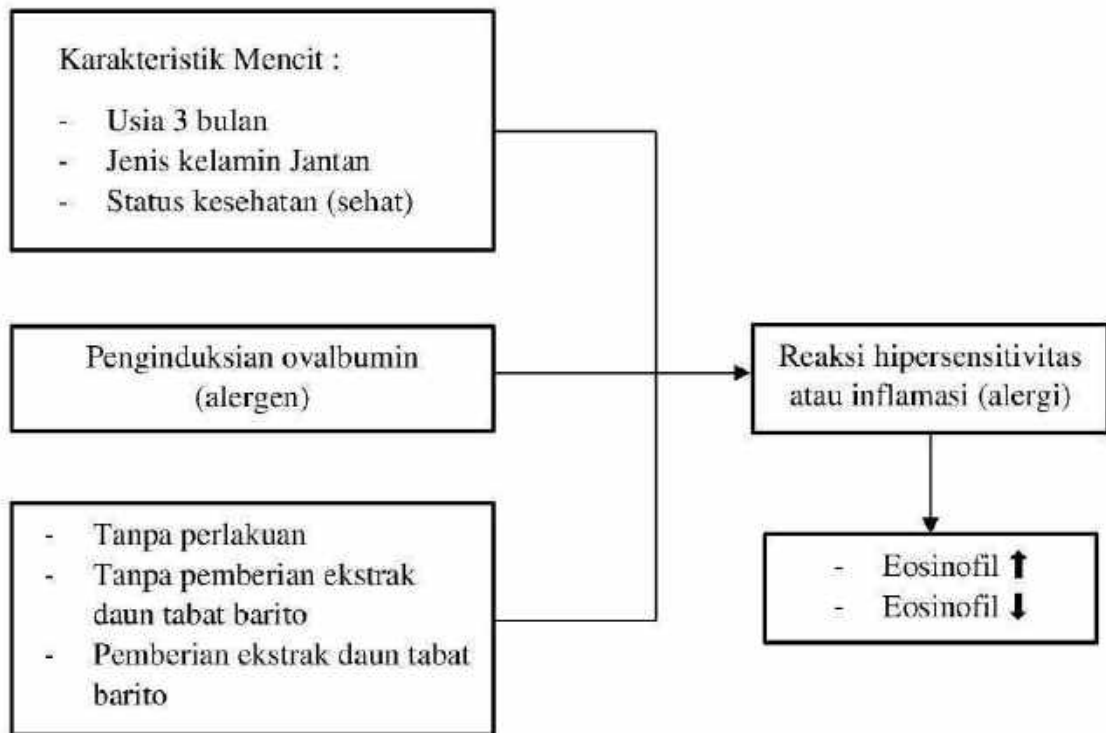 Karakteristik Mencit :
- Usia 3 bulan
- Jenis kelamin Jantan
- Status kesehatan (sehat)
Penginduksian ovalbumin
(alergen)
- Tanpa perlakuan
- Tanpa pemberian ekstrak
daun tabat barito
- Pemberian ekstrak daun tabat
barito
Reaksi hipersensitivitas
atau inflamasi (alergi)
- Eosinofil ⬆
- Eosinofil ⬇